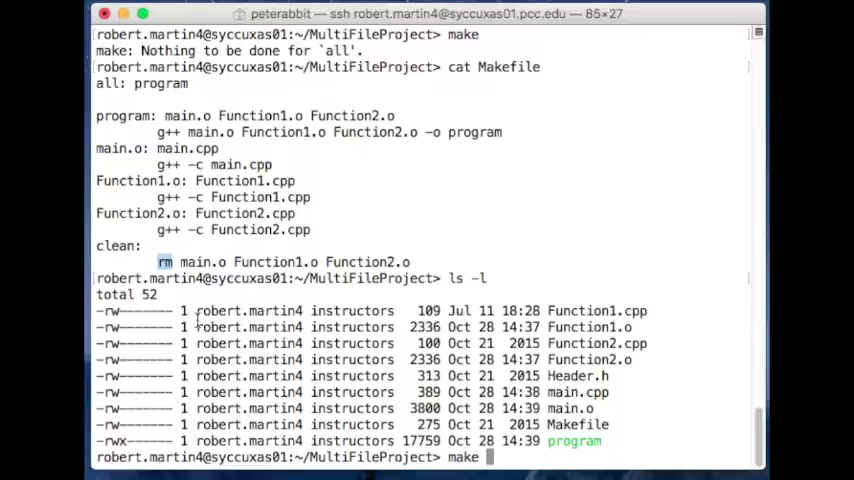 peterabbit — ssh robert.martin4@syccuxas01.pcc.edu — 85×27
robert.martin4@syccuxas01:~/MultiFileProject> make
make: Nothing to be done for `all'.
robert.martin4@syccuxas01:~/MultiFileProject> cat Makefile
all: program
program: main.o Function1.o Function2.o
g++ main.o Function1.o Function2.o -o program
main.o: main.cpp
g++ -c main.cpp
Function1.o: Function1.cpp
g++ -c Function1.cpp
Function2.o: Function2.cpp
g++ -c Function2.cpp
clean:
rm main.o Function1.o Function2.o
robert.martin4@syccuxas01:~/MultiFileProject> ls -l
total 52
-rw------- 1 robert.martin4 instructors 109 Jul 11 18:28 Function1.cpp
-rw------- 1 robert.martin4 instructors 2336 Oct 28 14:37 Function1.o
-rw------- 1 robert.martin4 instructors 100 Oct 21 2015 Function2.cpp
-rw------- 1 robert.martin4 instructors 2336 Oct 28 14:37 Function2.o
-rw------- 1 robert.martin4 instructors 313 Oct 21 2015 Header.h
-rw------- 1 robert.martin4 instructors 389 Oct 28 14:38 main.cpp
-rw------- 1 robert.martin4 instructors 3800 Oct 28 14:39 main.o
-rw------- 1 robert.martin4 instructors 275 Oct 21 2015 Makefile
-rwx------ 1 robert.martin4 instructors 17759 Oct 28 14:39 program
robert.martin4@syccuxas01:~/MultiFileProject> make